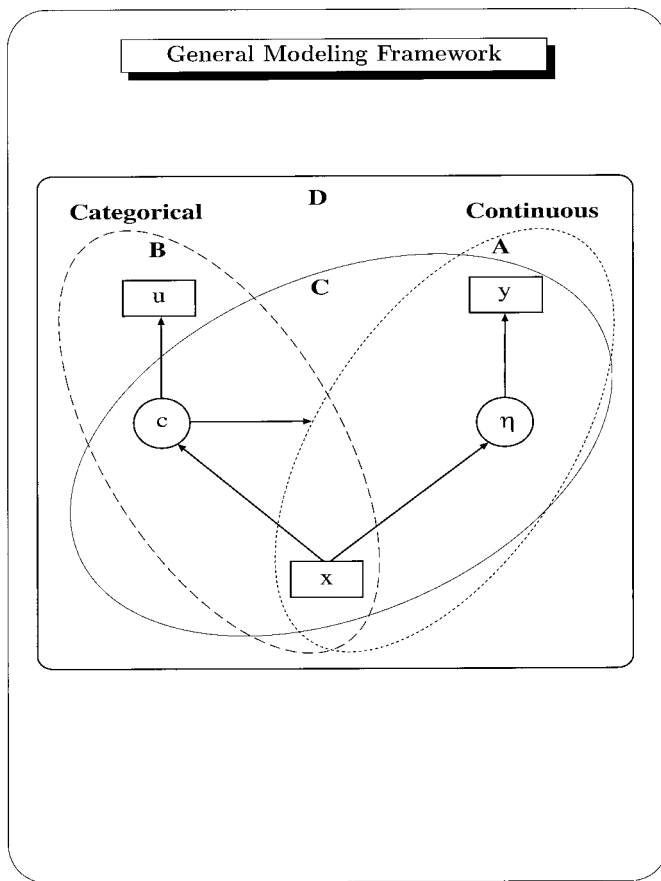 General Modeling Framework
D
Categorical
Continuous
B
A
C
u
y
c
η
x